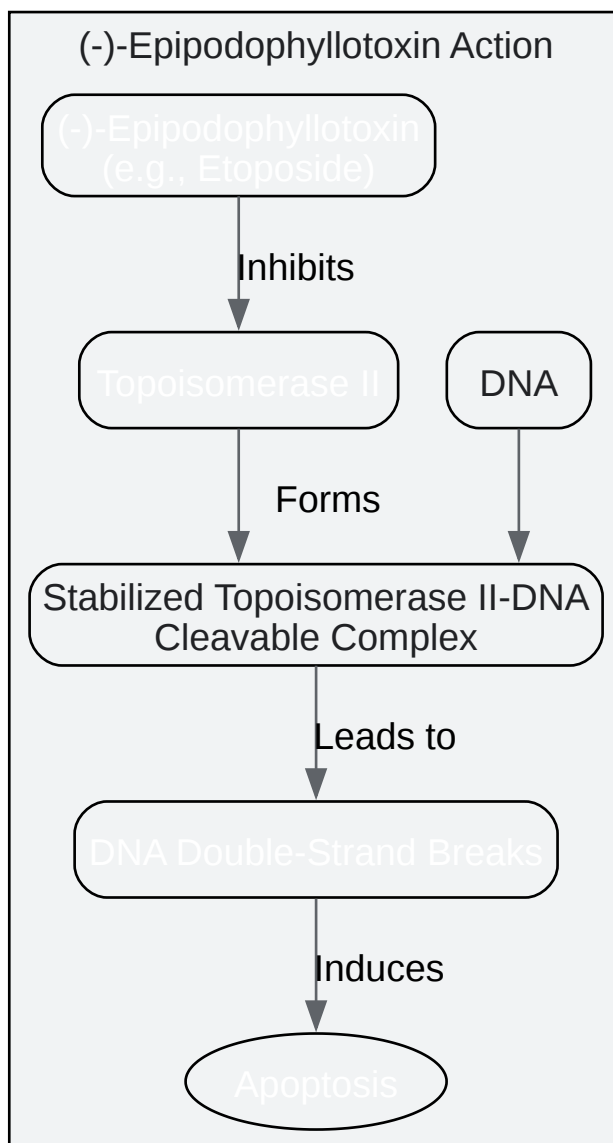 (-)-Epipodophyllotoxin Action
(-)-Epipodophyllotoxin
(e.g., Etoposide)
Inhibits
Topoisomerase II
DNA
Forms
Stabilized Topoisomerase II-DNA
Cleavable Complex
Leads to
DNA Double-Strand Breaks
Induces
Apoptosis